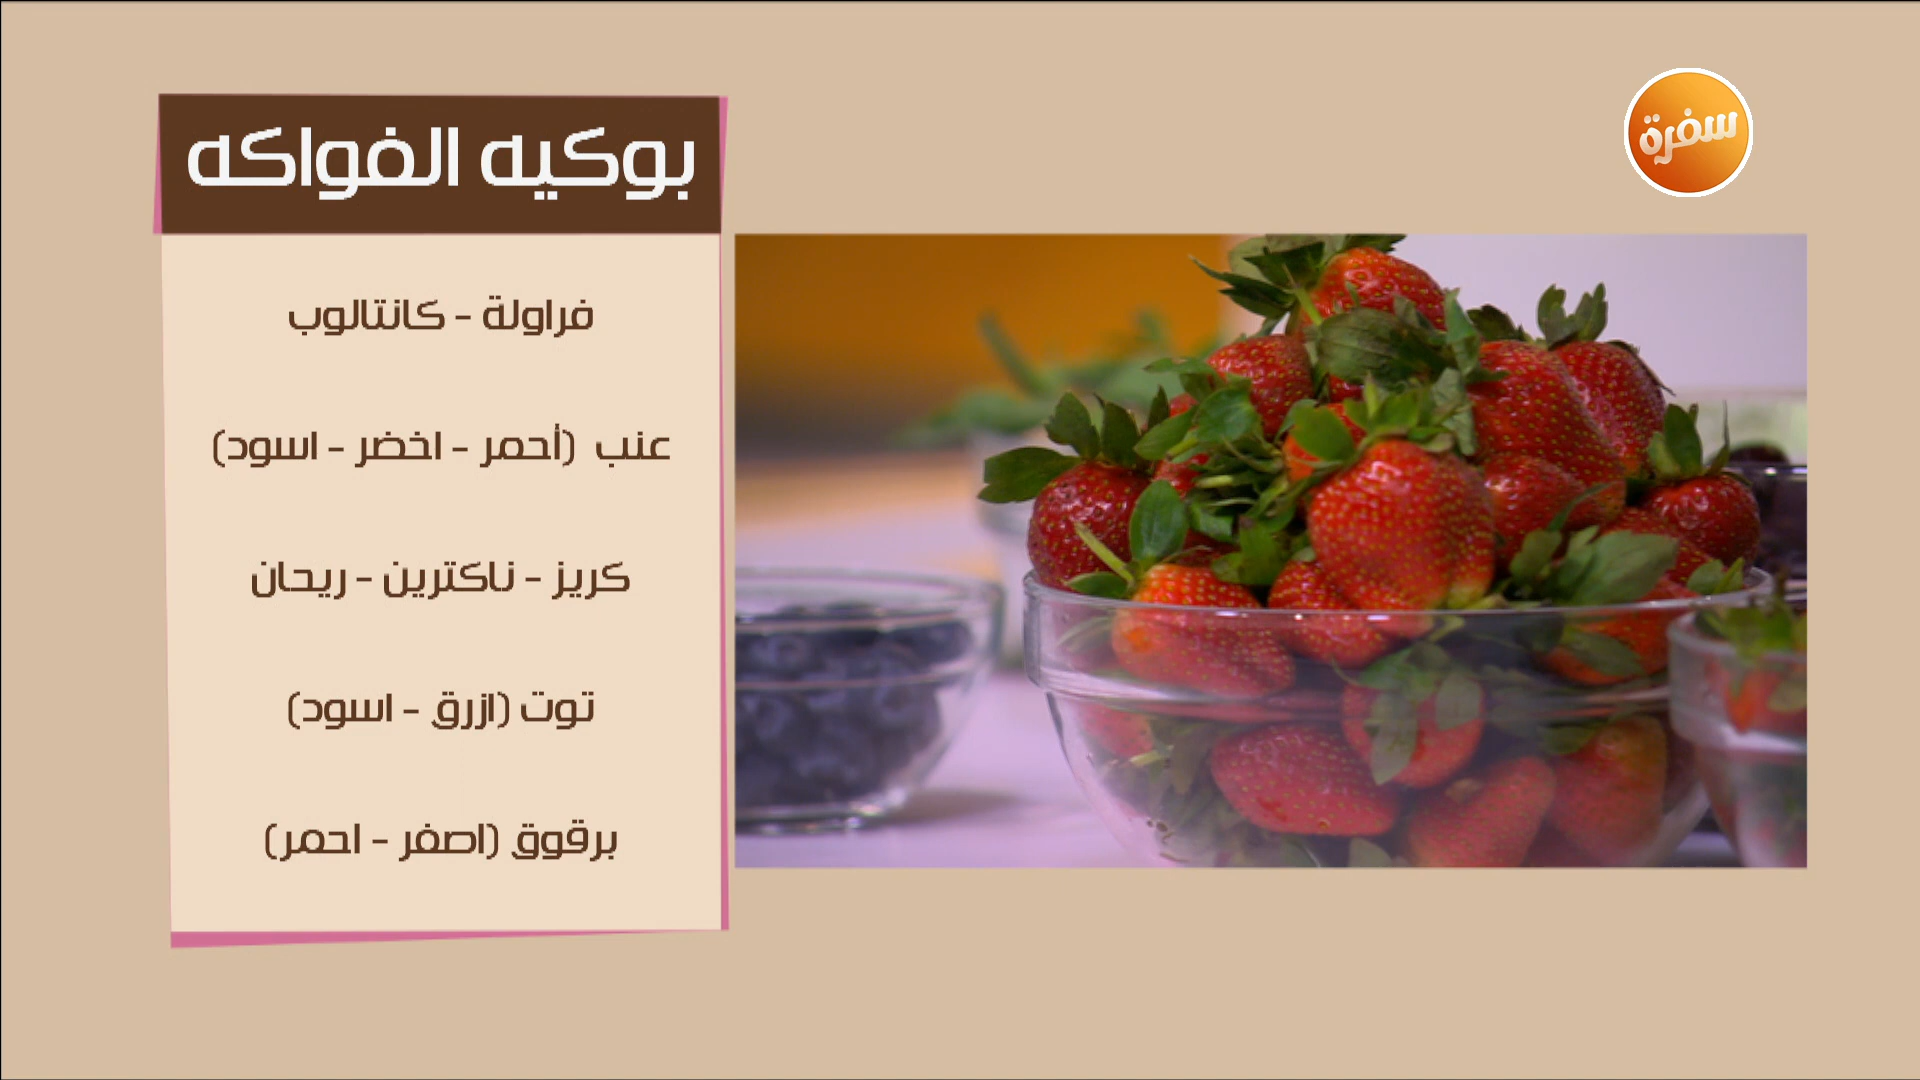 سفرة
بوكيه الفواكه
فراولة - كانتالوب
عنب (أحمر - اخضر - اسود)
كريز - ناكترين - ريحان
توت (ازرق - اسود)
برقوق (اصفر - احمر)